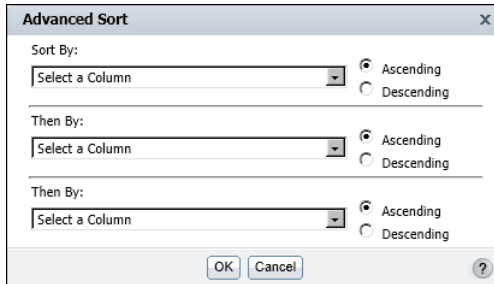 Advanced Sort x
Sort By:
Select a Column
Ascending
Descending
Then By:
Select a Column
Ascending
Descending
Then By:
Select a Column
Ascending
Descending
OK Cancel ?